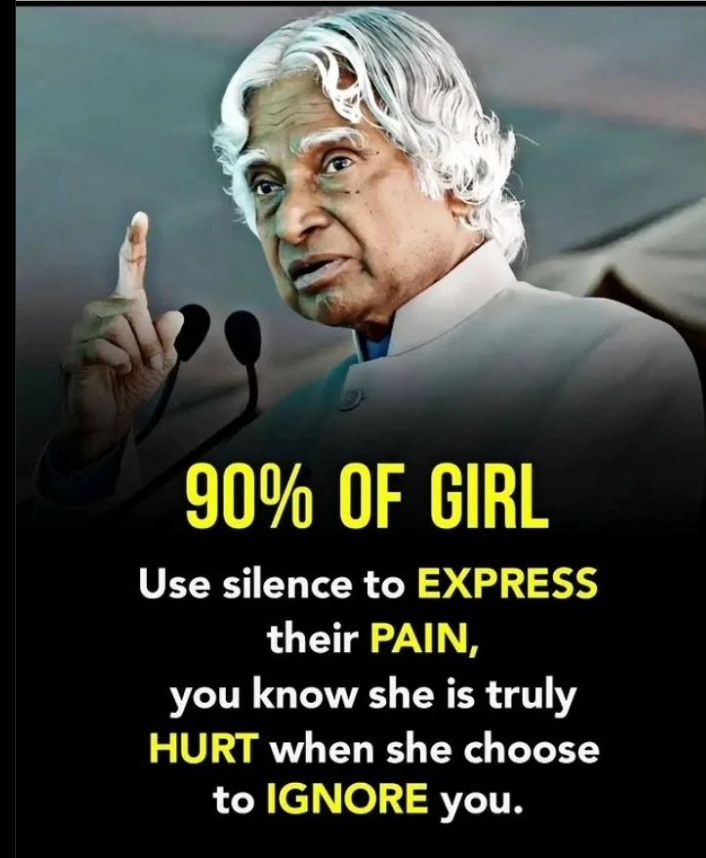 90% OF GIRL
Use silence to EXPRESS
their PAIN,
you know she is truly
HURT when she choose
to IGNORE you.